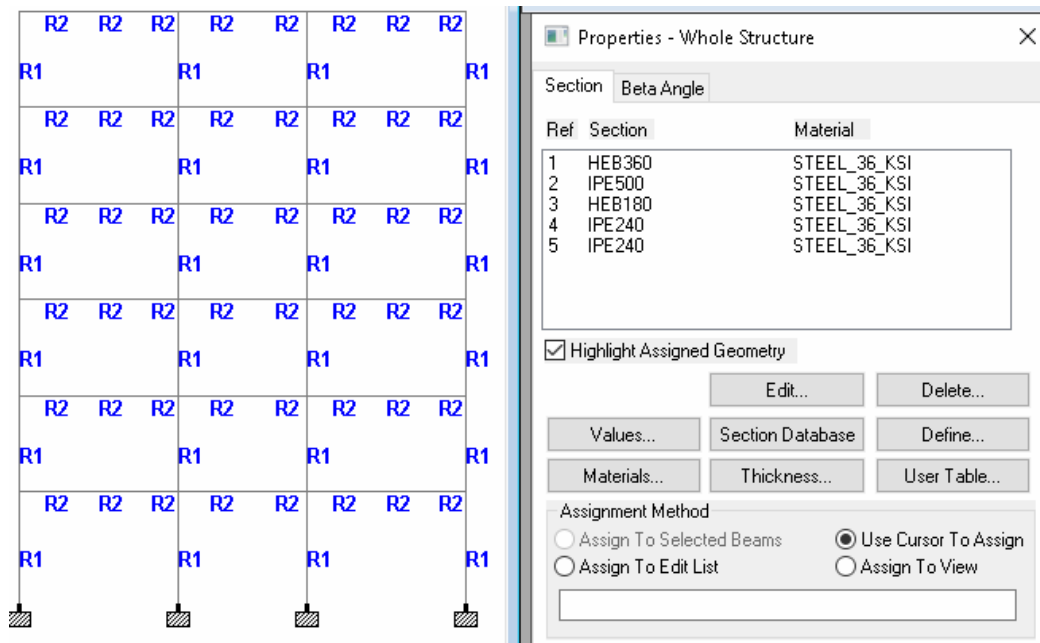 R2 R2 R2 R2 R2 R2 R2 R2
R1 R1 R1 R1
R2 R2 R2 R2 R2 R2 R2 R2
R1 R1 R1 R1
R2 R2 R2 R2 R2 R2 R2 R2
R1 R1 R1 R1
R2 R2 R2 R2 R2 R2 R2 R2
R1 R1 R1 R1
R2 R2 R2 R2 R2 R2 R2 R2
R1 R1 R1 R1
R2 R2 R2 R2 R2 R2 R2 R2
R1 R1 R1 R1
Properties - Whole Structure
Section Beta Angle
Ref Section Material
1 HEB360 STEEL_36_KSI
2 IPE500 STEEL_36_KSI
3 HEB180 STEEL_36_KSI
4 IPE240 STEEL_36_KSI
5 IPE240 STEEL_36_KSI
Highlight Assigned Geometry
Edit... Delete...
Values... Section Database Define...
Materials... Thickness... User Table...
Assignment Method
Assign To Selected Beams Use Cursor To Assign
Assign To Edit List Assign To View